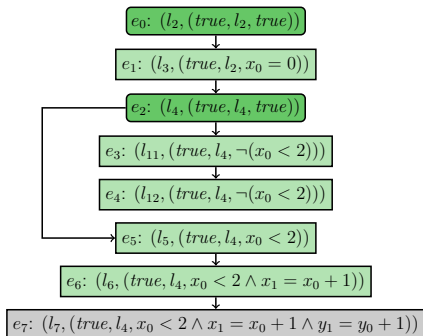 e₀: (l₂, (true, l₂, true))
e₁: (l₃, (true, l₂, x₀ = 0))
e₂: (l₄, (true, l₄, true))
e₃: (l₁₁, (true, l₄, ¬(x₀ < 2)))
e₄: (l₁₂, (true, l₄, ¬(x₀ < 2)))
e₅: (l₅, (true, l₄, x₀ < 2))
e₆: (l₆, (true, l₄, x₀ < 2 ∧ x₁ = x₀ + 1))
e₇: (l₇, (true, l₄, x₀ < 2 ∧ x₁ = x₀ + 1 ∧ y₁ = y₀ + 1))